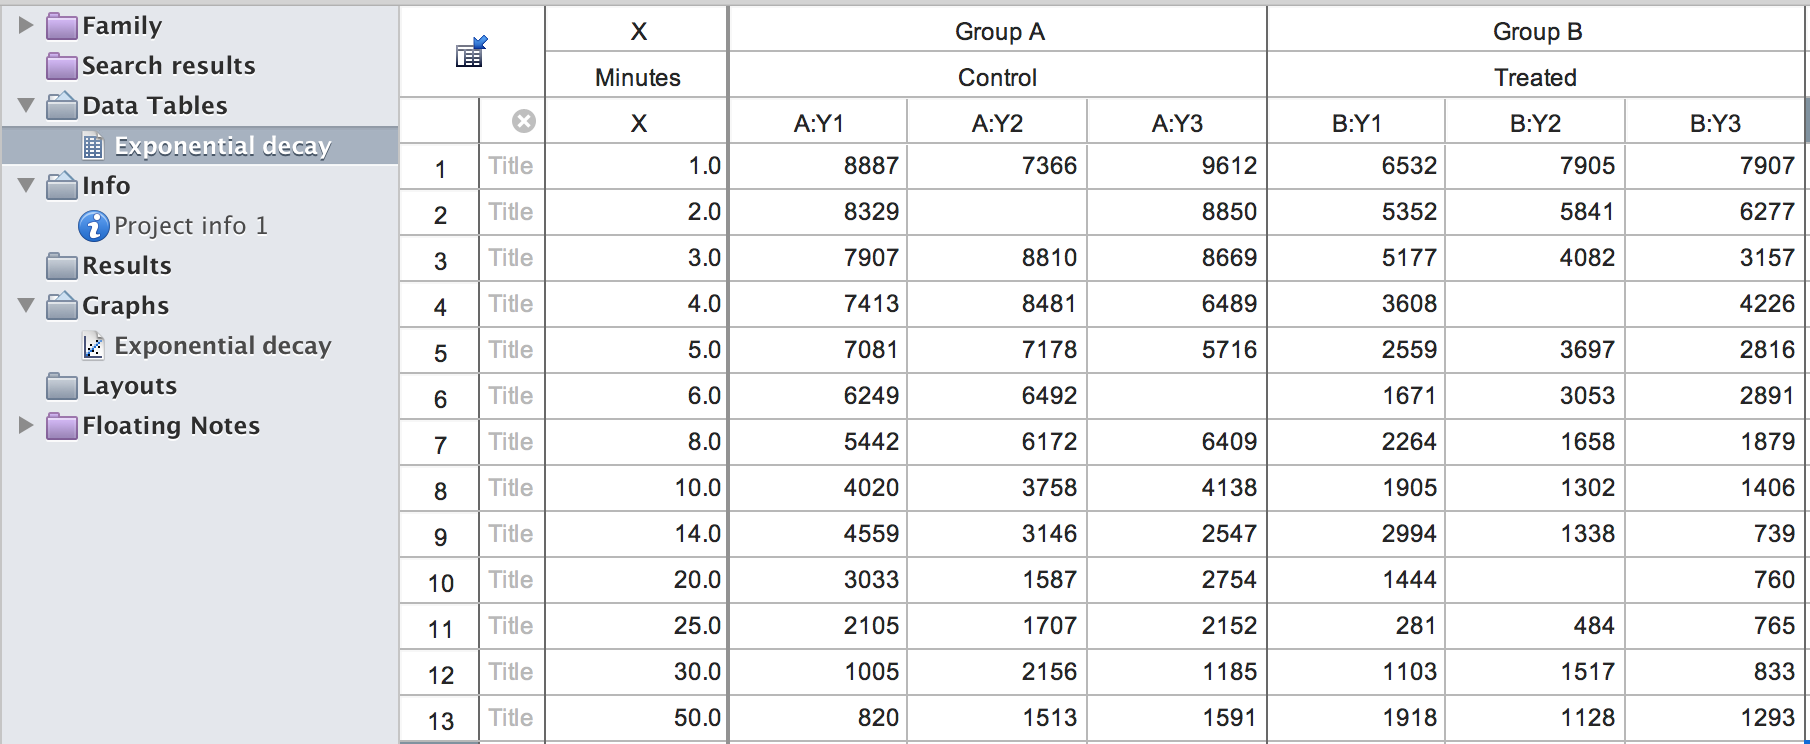 Family
Search results
Data Tables
Exponential decay
Info
Project info 1
Results
Graphs
Exponential decay
Layouts
Floating Notes
X Group A Group B
Minutes Control Treated
X A:Y1 A:Y2 A:Y3 B:Y1 B:Y2 B:Y3
1 Title 1.0 8887 7366 9612 6532 7905 7907
2 Title 2.0 8329 8850 5352 5841 6277
3 Title 3.0 7907 8810 8669 5177 4082 3157
4 Title 4.0 7413 8481 6489 3608 4226
5 Title 5.0 7081 7178 5716 2559 3697 2816
6 Title 6.0 6249 6492 1671 3053 2891
7 Title 8.0 5442 6172 6409 2264 1658 1879
8 Title 10.0 4020 3758 4138 1905 1302 1406
9 Title 14.0 4559 3146 2547 2994 1338 739
10 Title 20.0 3033 1587 2754 1444 760
11 Title 25.0 2105 1707 2152 281 484 765
12 Title 30.0 1005 2156 1185 1103 1517 833
13 Title 50.0 820 1513 1591 1918 1128 1293